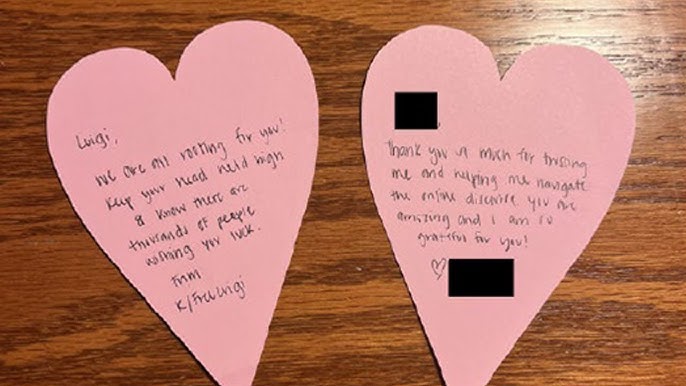 Luigi,
We are all rooting for you!
Keep your head held high
& know there are
thousands of people
wishing you luck.
From
r/FreeLuigi
,
Thank you so much for trusting
me and helping me navigate
the online discourse you are
amazing and I am so
grateful for you!
♡